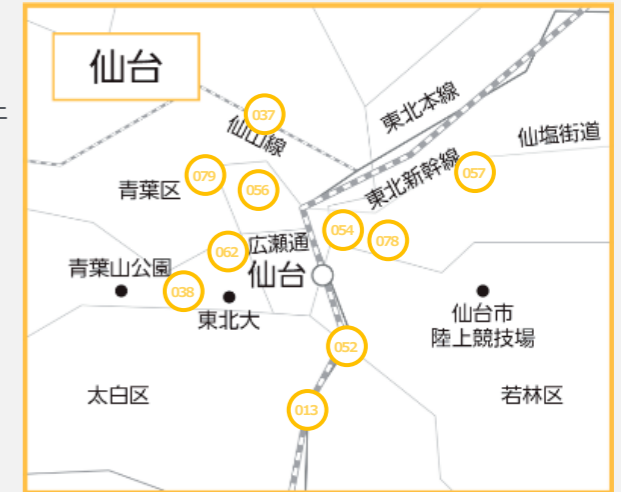 仙台
037
東北本線
仙山線
仙塩街道
079
056
東北新幹線
057
青葉区
054
078
062
広瀬通
仙台
青葉山公園
038
東北大
仙台市
陸上競技場
052
太白区
若林区
013